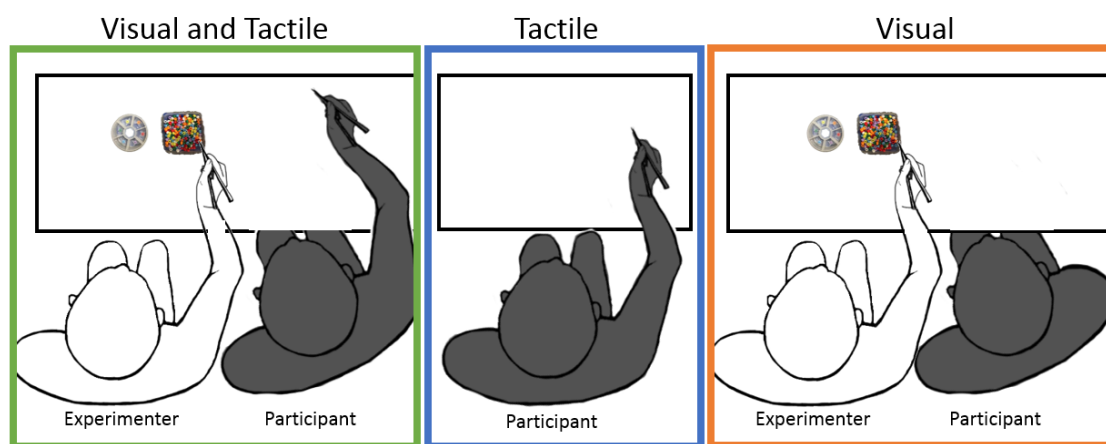 Visual and Tactile
Tactile
Visual
Experimenter
Participant
Participant
Experimenter
Participant